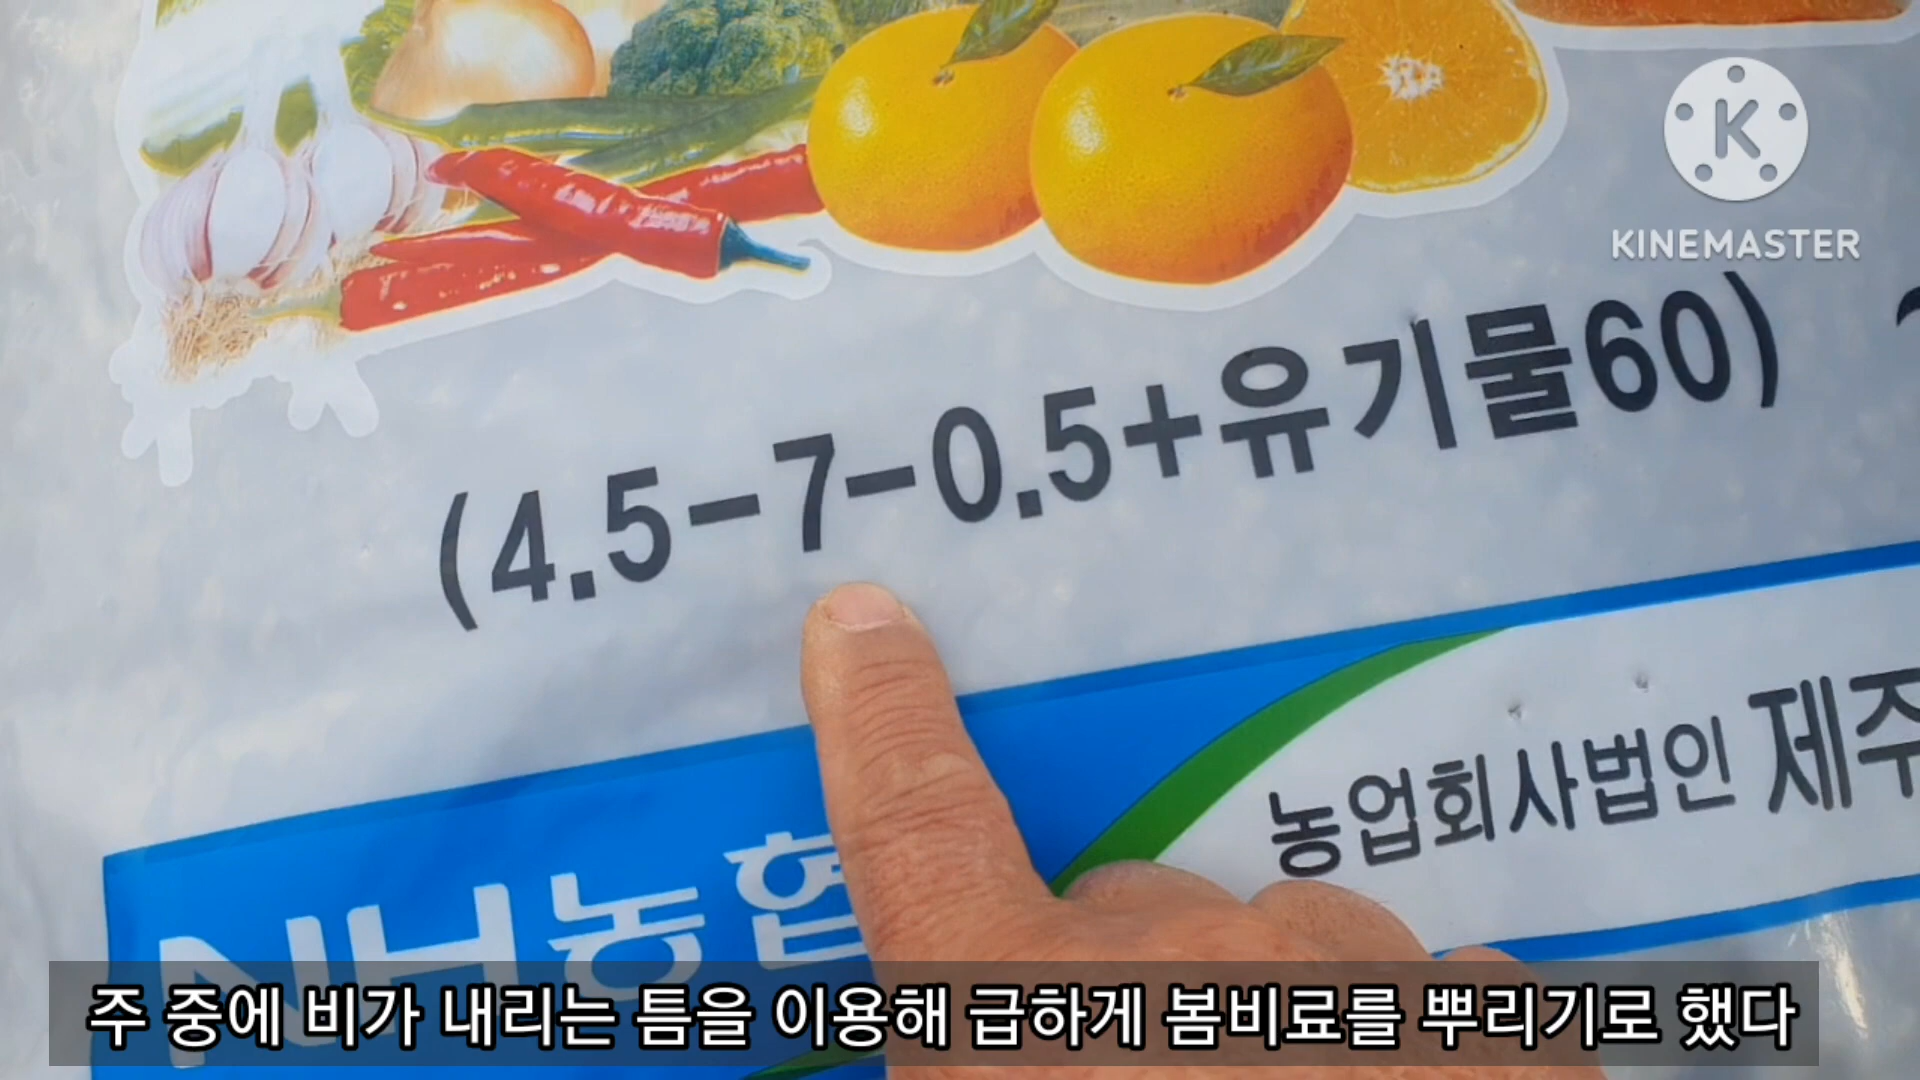 K
KINEMASTER
(4.5-7-0.5+유기물60)
농업회사법인 제주
NH농협
주 중에 비가 내리는 틈을 이용해 급하게 봄비료를 뿌리기로 했다